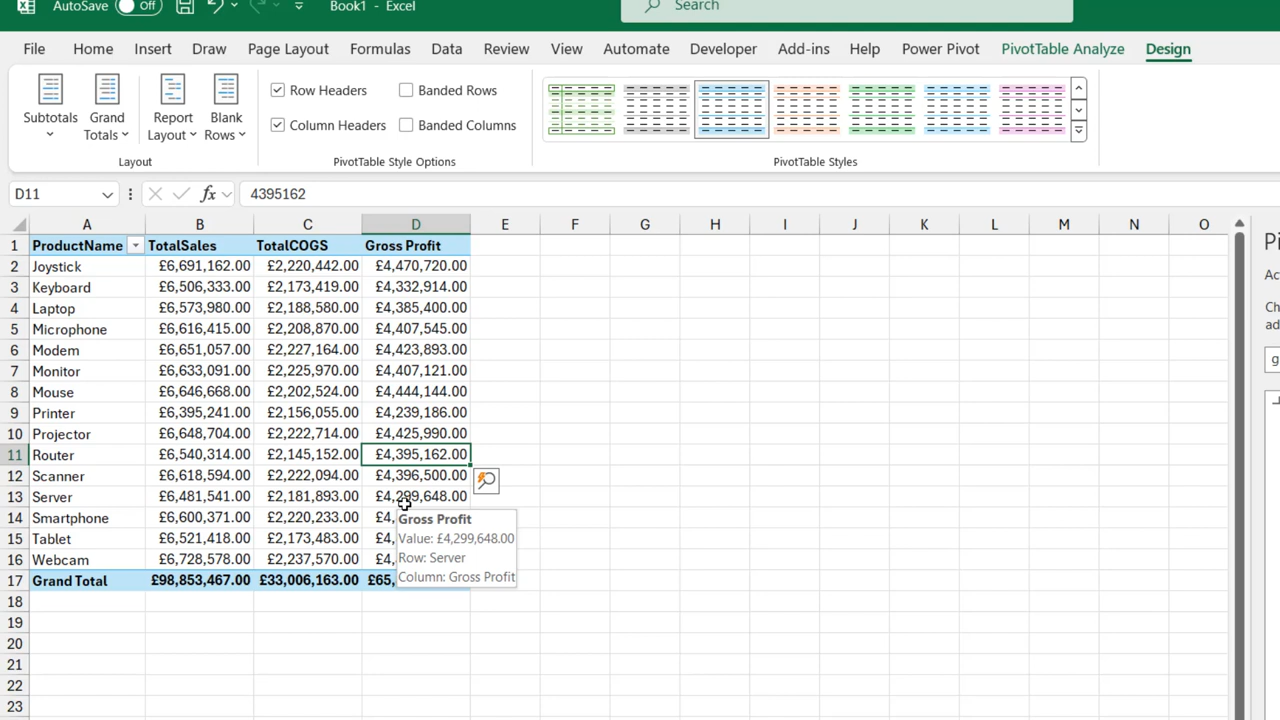 AutoSave Off Book1 - Excel Search
File Home Insert Draw Page Layout Formulas Data Review View Automate Developer Add-ins Help Power Pivot PivotTable Analyze Design
Subtotals Grand Totals Report Layout Blank Rows
Row Headers Banded Rows
Column Headers Banded Columns
Layout PivotTable Style Options PivotTable Styles
D11 fx 4395162
A B C D E F G H I J K L M N O
1 ProductName TotalSales TotalCOGS Gross Profit
2 Joystick £6,691,162.00 £2,220,442.00 £4,470,720.00
3 Keyboard £6,506,333.00 £2,173,419.00 £4,332,914.00
4 Laptop £6,573,980.00 £2,188,580.00 £4,385,400.00
5 Microphone £6,616,415.00 £2,208,870.00 £4,407,545.00
6 Modem £6,651,057.00 £2,227,164.00 £4,423,893.00
7 Monitor £6,633,091.00 £2,225,970.00 £4,407,121.00
8 Mouse £6,646,668.00 £2,202,524.00 £4,444,144.00
9 Printer £6,395,241.00 £2,156,055.00 £4,239,186.00
10 Projector £6,648,704.00 £2,222,714.00 £4,425,990.00
11 Router £6,540,314.00 £2,145,152.00 £4,395,162.00
12 Scanner £6,618,594.00 £2,222,094.00 £4,396,500.00
13 Server £6,481,541.00 £2,181,893.00 £4,299,648.00
14 Smartphone £6,600,371.00 £2,220,233.00 £4,
15 Tablet £6,521,418.00 £2,173,483.00 £4,
16 Webcam £6,728,578.00 £2,237,570.00 £4,
17 Grand Total £98,853,467.00 £33,006,163.00 £65,
Gross Profit
Value: £4,299,648.00
Row: Server
Column: Gross Profit
18
19
20
21
22
23